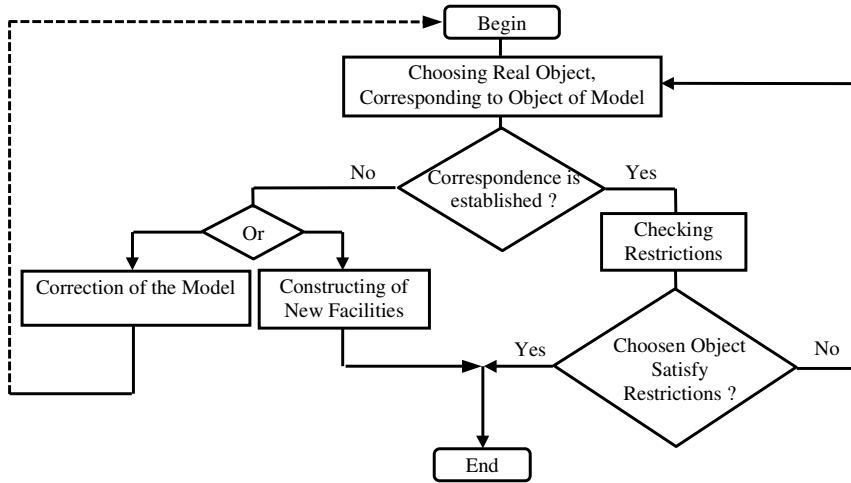 Begin
Choosing Real Object,
Corresponding to Object of Model
No
Correspondence is
established ?
Yes
Or
Checking
Restrictions
Correction of the Model
Constructing of
New Facilities
Yes
Choosen Object
Satisfy
Restrictions ?
No
End